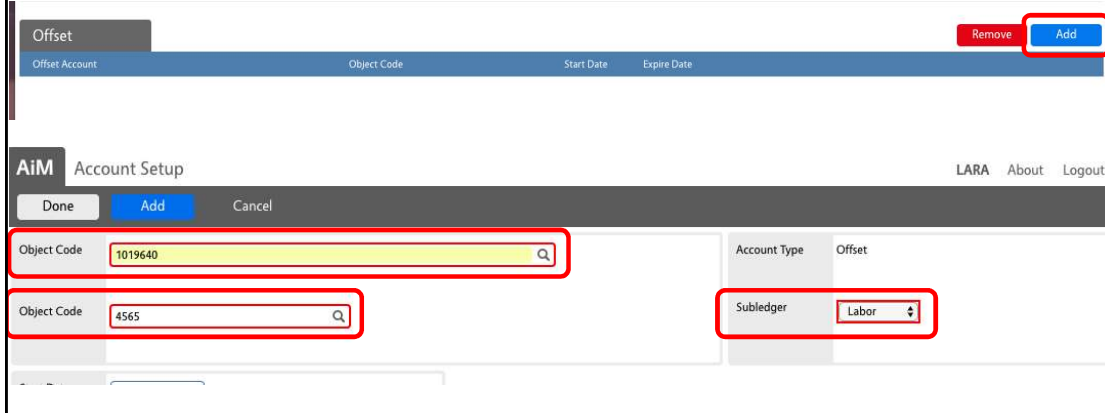 Offset Remove Add
Offset Account Object Code Start Date Expire Date
AiM Account Setup LARA About Logout
Done Add Cancel
Object Code 1019640 Account Type Offset
Object Code 4565 Subledger Labor